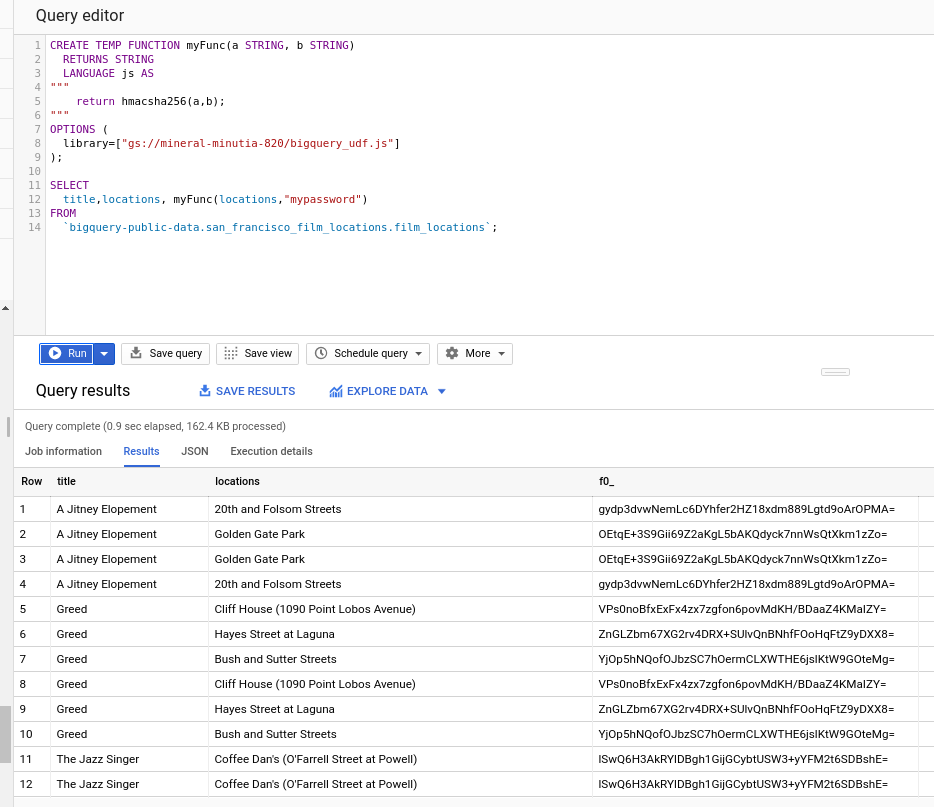 Query editor
1 CREATE TEMP FUNCTION myFunc(a STRING, b STRING)
2 RETURNS STRING
3 LANGUAGE js AS
4 """
5 return hmacsha256(a,b);
6 """
7 OPTIONS (
8 library=["gs://mineral-minutia-820/bigquery_udf.js"]
9 );
10
11 SELECT
12 title,locations, myFunc(locations,"mypassword")
13 FROM
14 `bigquery-public-data.san_francisco_film_locations.film_locations`;
Run Save query Save view Schedule query More
Query results SAVE RESULTS EXPLORE DATA
Query complete (0.9 sec elapsed, 162.4 KB processed)
Job information Results JSON Execution details
Row title locations f0_
1 A Jitney Elopement 20th and Folsom Streets gydp3dvwNemLc6DYhfer2HZ18xdm889Lgtd9oArOPMA=
2 A Jitney Elopement Golden Gate Park OEtqE+3S9Gii69Z2aKgL5bAKQdyck7nnWsQtXkm1zZo=
3 A Jitney Elopement Golden Gate Park OEtqE+3S9Gii69Z2aKgL5bAKQdyck7nnWsQtXkm1zZo=
4 A Jitney Elopement 20th and Folsom Streets gydp3dvwNemLc6DYhfer2HZ18xdm889Lgtd9oArOPMA=
5 Greed Cliff House (1090 Point Lobos Avenue) VPs0noBfxExFx4zx7zgfon6povMdKH/BDaaZ4KMaIZY=
6 Greed Hayes Street at Laguna ZnGLZbm67XG2rv4DRX+SUlvQnBNhfFOoHqFtZ9yDXX8=
7 Greed Bush and Sutter Streets YjOp5hNQofOJbzSC7hOermCLXWTHE6jsIKtW9GOteMg=
8 Greed Cliff House (1090 Point Lobos Avenue) VPs0noBfxExFx4zx7zgfon6povMdKH/BDaaZ4KMaIZY=
9 Greed Hayes Street at Laguna ZnGLZbm67XG2rv4DRX+SUlvQnBNhfFOoHqFtZ9yDXX8=
10 Greed Bush and Sutter Streets YjOp5hNQofOJbzSC7hOermCLXWTHE6jsIKtW9GOteMg=
11 The Jazz Singer Coffee Dan's (O'Farrell Street at Powell) ISwQ6H3AkRYIDBgh1GijGCybtUSW3+yYFM2t6SDBshE=
12 The Jazz Singer Coffee Dan's (O'Farrell Street at Powell) ISwQ6H3AkRYIDBgh1GijGCybtUSW3+yYFM2t6SDBshE=